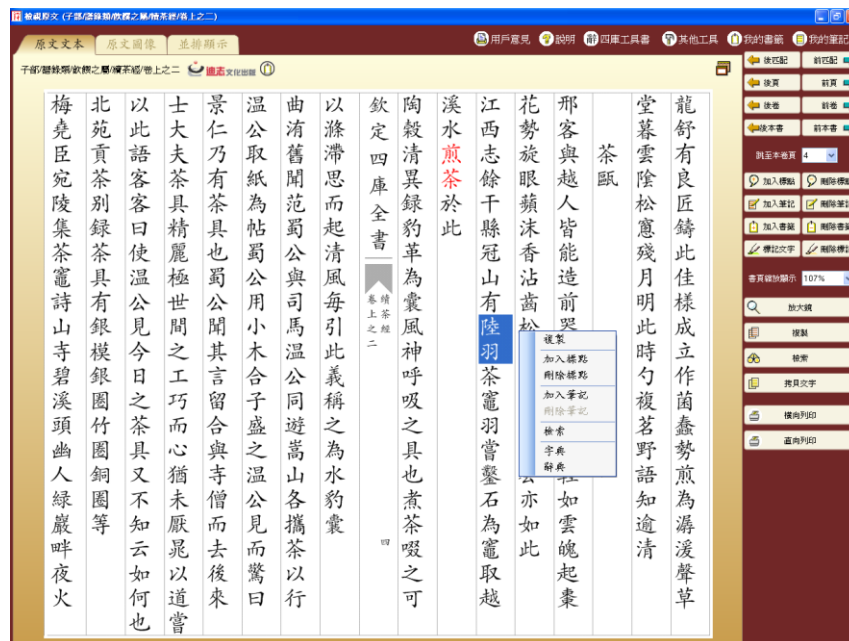 檢視原文 (子部/譜錄類/飲饌之屬/續茶經/卷上之二)
原文文本 原文圖像 並排顯示
用戶意見 說明 四庫工具書 其他工具 我的書籤 我的筆記
子部/譜錄類/飲饌之屬/續茶經/卷上之二 迪志文化出版
龍舒有良匠鑄此佳樣成立作菌蠢勢煎為潺湲聲草
堂暮雲陰松窻殘月明此時勺複茗野語知逾清
茶甌
邢客與越人皆能造前器 輕如雲魄起棗
花勢旋眼蘋沫香沾齒松 云亦如此
江西志餘干縣冠山有陸羽茶竈羽嘗鑿石為竈取越
溪水煎茶於此
陶穀清異録豹革為囊風神呼吸之具也煮茶啜之可
欽定四庫全書
續茶經
卷上之二
四
以滌滯思而起清風每引此義稱之為水豹囊
曲洧舊聞范蜀公與司馬温公同遊嵩山各攜茶以行
温公取紙為帖蜀公用小木合子盛之温公見而驚曰
景仁乃有茶具也蜀公聞其言留合與寺僧而去後來
士大夫茶具精麗極世間之工巧而心猶未厭晁以道嘗
以此語客客曰使温公見今日之茶具又不知云如何也
北苑貢茶别録茶具有銀模銀圈竹圈銅圈等
梅堯臣宛陵集茶竈詩山寺碧溪頭幽人緑巖畔夜火
複製
加入標點
刪除標點
加入筆記
刪除筆記
檢索
字典
辭典
後匹配 前匹配
後頁 前頁
後卷 前卷
後本書 前本書
跳至本卷頁 4
加入標點 刪除標點
加入筆記 刪除筆記
加入書籤 刪除書籤
標記文字 刪除標記
書頁縮放顯示 107%
放大鏡
複製
檢索
拷貝文字
橫向列印
直向列印